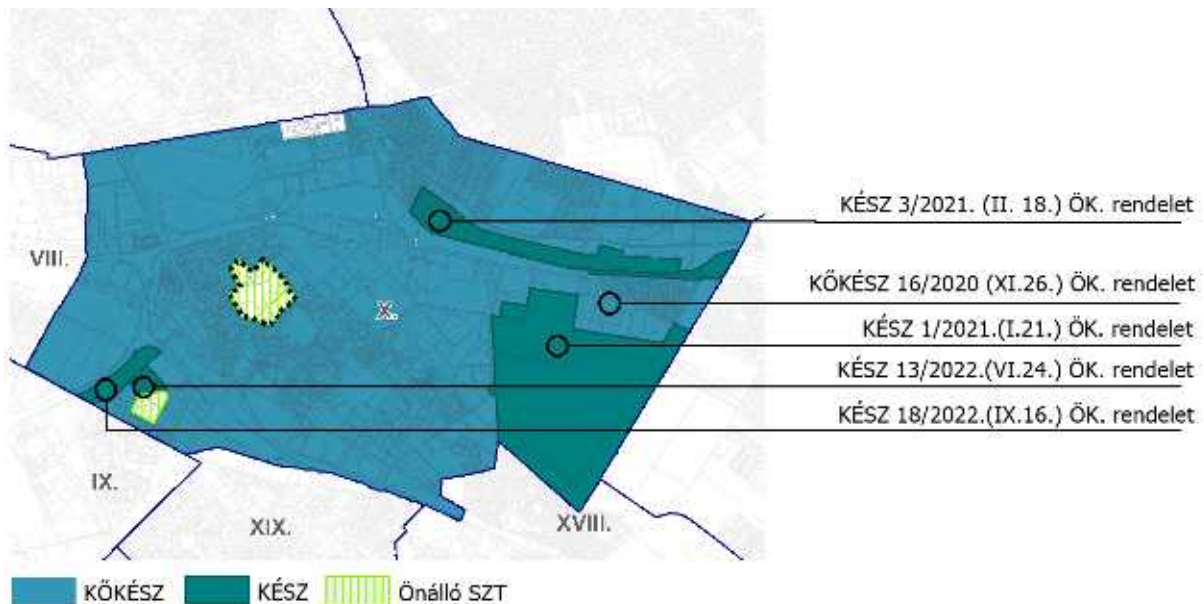 KÉSZ 3/2021. (II. 18.) ÖK. rendelet
VIII.
KŐKÉSZ 16/2020 (XI.26.) ÖK. rendelet
X.
KÉSZ 1/2021.(I.21.) ÖK. rendelet
KÉSZ 13/2022.(VI.24.) ÖK. rendelet
KÉSZ 18/2022.(IX.16.) ÖK. rendelet
IX.
XIX.
XVIII.
KŐKÉSZ
KÉSZ
Önálló SZT